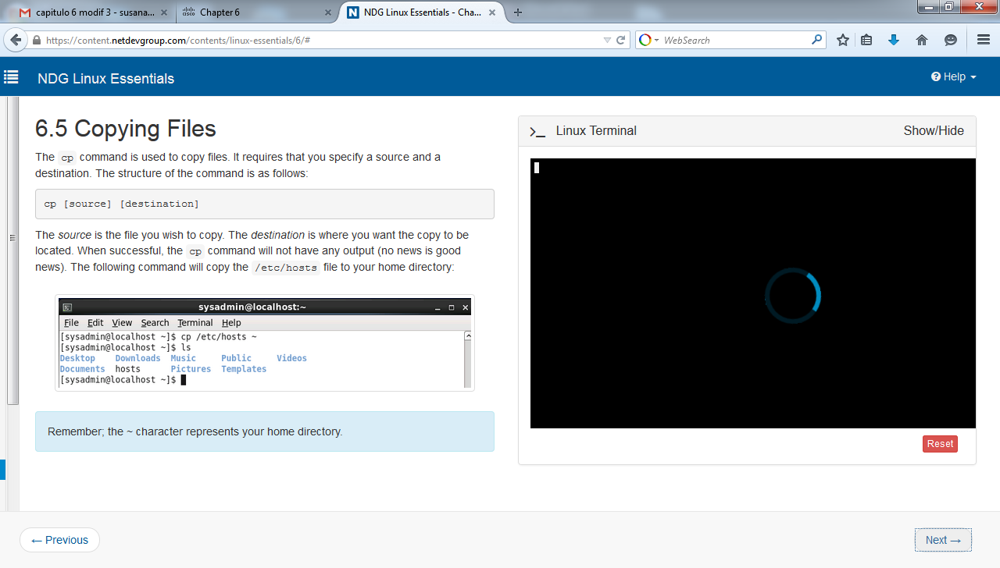 capitulo 6 modif 3 - susana...
Chapter 6
NDG Linux Essentials - Cha...
https://content.netdevgroup.com/contents/linux-essentials/6/#
WebSearch
NDG Linux Essentials
Help
6.5 Copying Files
The cp command is used to copy files. It requires that you specify a source and a
destination. The structure of the command is as follows:
cp [source] [destination]
The source is the file you wish to copy. The destination is where you want the copy to be
located. When successful, the cp command will not have any output (no news is good
news). The following command will copy the /etc/hosts file to your home directory:
sysadmin@localhost:~
File Edit View Search Terminal Help
[sysadmin@localhost ~]$ cp /etc/hosts ~
[sysadmin@localhost ~]$ ls
Desktop Downloads Music Public Videos
Documents hosts Pictures Templates
[sysadmin@localhost ~]$
Remember; the ~ character represents your home directory.
>_ Linux Terminal Show/Hide
Reset
← Previous
Next →